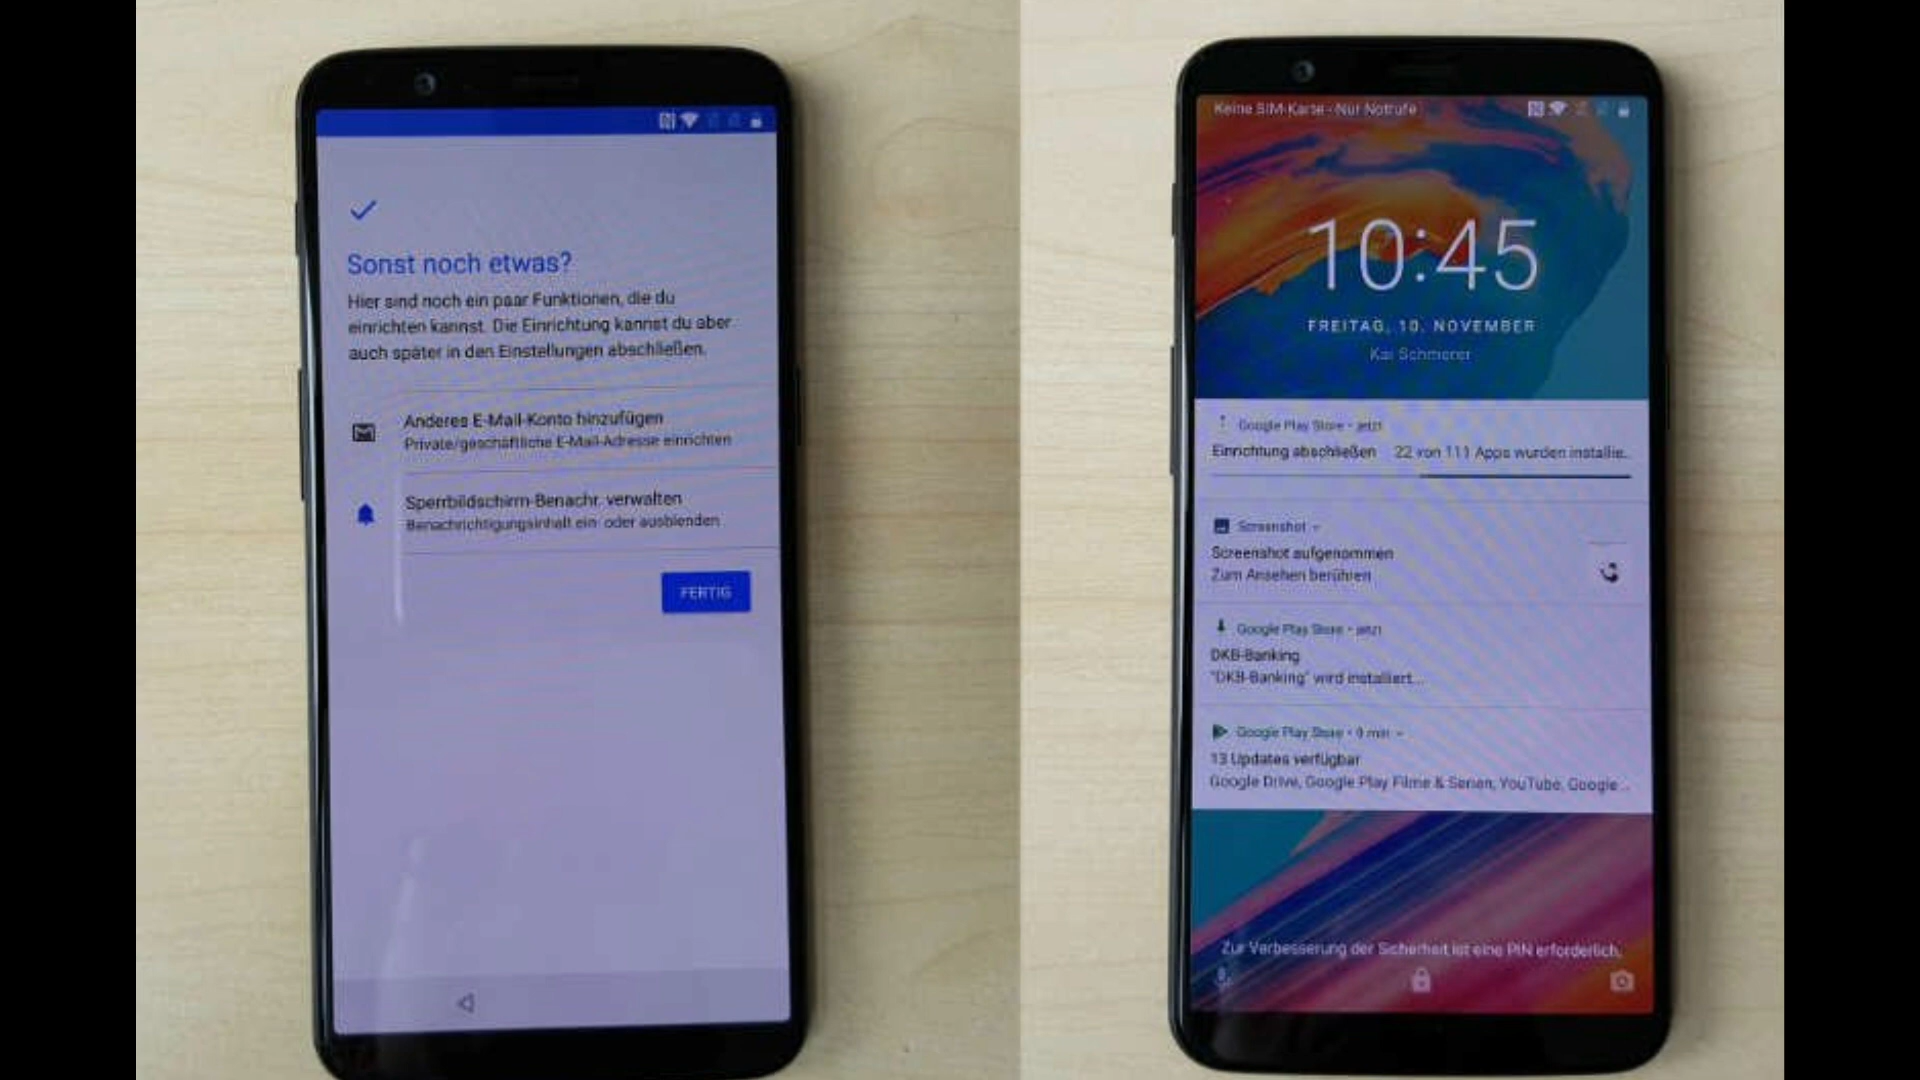 Sonst noch etwas?
Hier sind noch ein paar Funktionen, die du
einrichten kannst. Die Einrichtung kannst du aber
auch später in den Einstellungen abschließen.
Anderes E-Mail-Konto hinzufügen
Private/geschäftliche E-Mail-Adresse einrichten
Sperrbildschirm-Benachr. verwalten
Benachrichtigungsinhalt ein- oder ausblenden
FERTIG
Keine SIM-Karte - Nur Notrufe
10:45
FREITAG, 10. NOVEMBER
Kai Schmerer
Google Play Store • jetzt
Einrichtung abschließen 22 von 111 Apps wurden installie..
Screenshot
Screenshot aufgenommen
Zum Ansehen berühren
Google Play Store • jetzt
DKB-Banking
"DKB-Banking" wird installiert...
Google Play Store • 0 min
13 Updates verfügbar
Google Drive, Google Play Filme & Serien, YouTube, Google ..
Zur Verbesserung der Sicherheit ist eine PIN erforderlich.